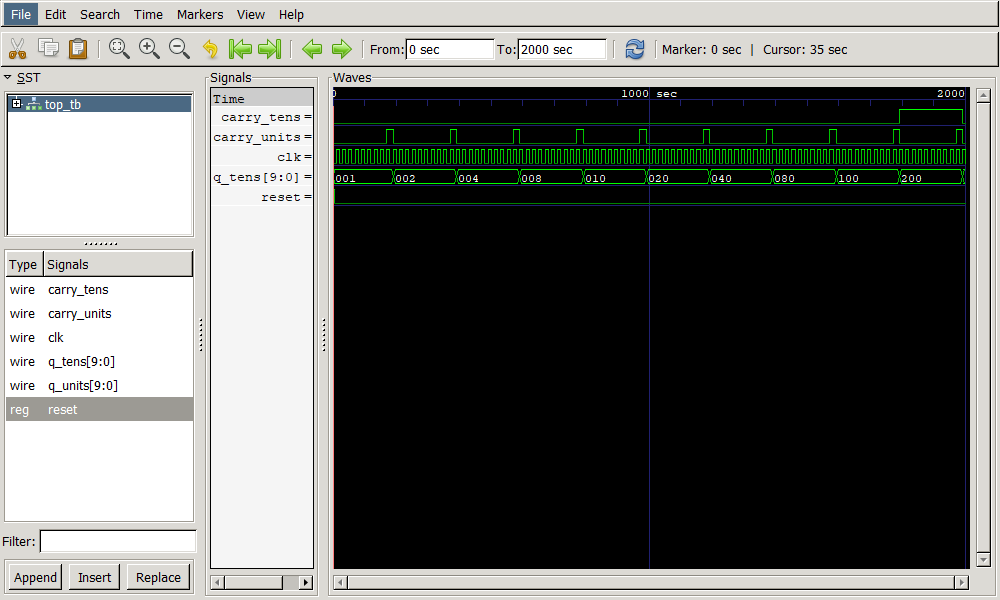 File Edit Search Time Markers View Help
From: 0 sec To: 2000 sec Marker: 0 sec | Cursor: 35 sec
SST
top_tb
Type Signals
wire carry_tens
wire carry_units
wire clk
wire q_tens[9:0]
wire q_units[9:0]
reg reset
Filter:
Append Insert Replace
Signals
Time
carry_tens=
carry_units=
clk=
q_tens[9:0]=
reset=
Waves
0 1000 sec 2000
001 002 004 008 010 020 040 080 100 200